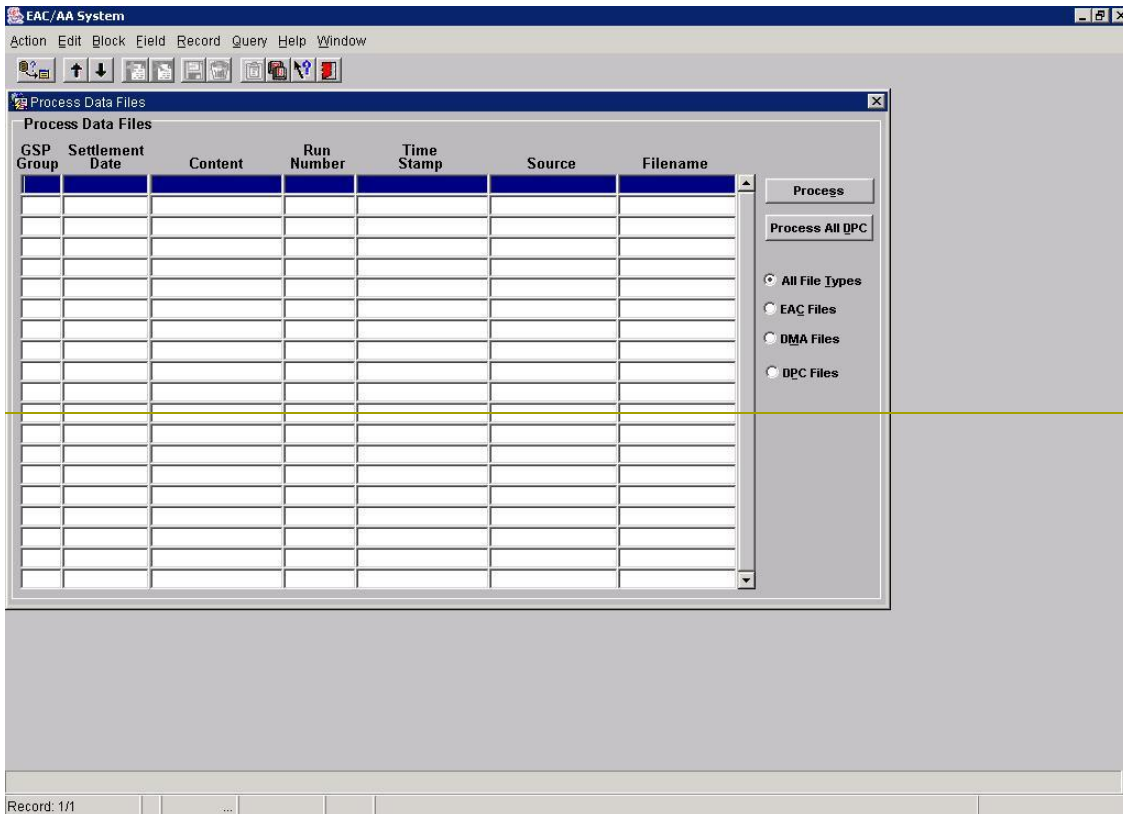 EAC/AA System
Action Edit Block Field Record Query Help Window
Process Data Files
Process Data Files
GSP Group Settlement Date Content Run Number Time Stamp Source Filename
Process
Process All DPC
All File Types
EAC Files
DMA Files
DPC Files
Record: 1/1
...